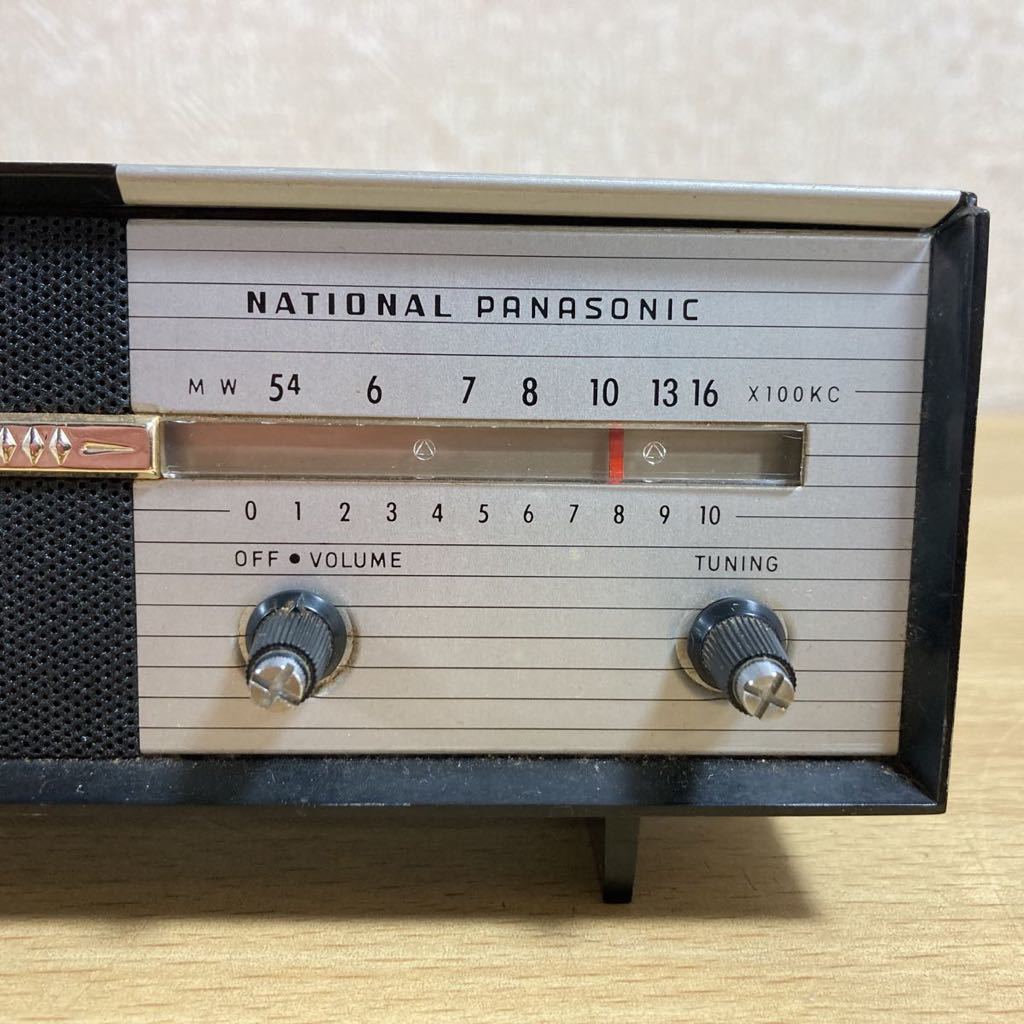 NATIONAL PANASONIC
MW 54 6 7 8 10 13 16 X100KC
0 1 2 3 4 5 6 7 8 9 10
OFF • VOLUME TUNING